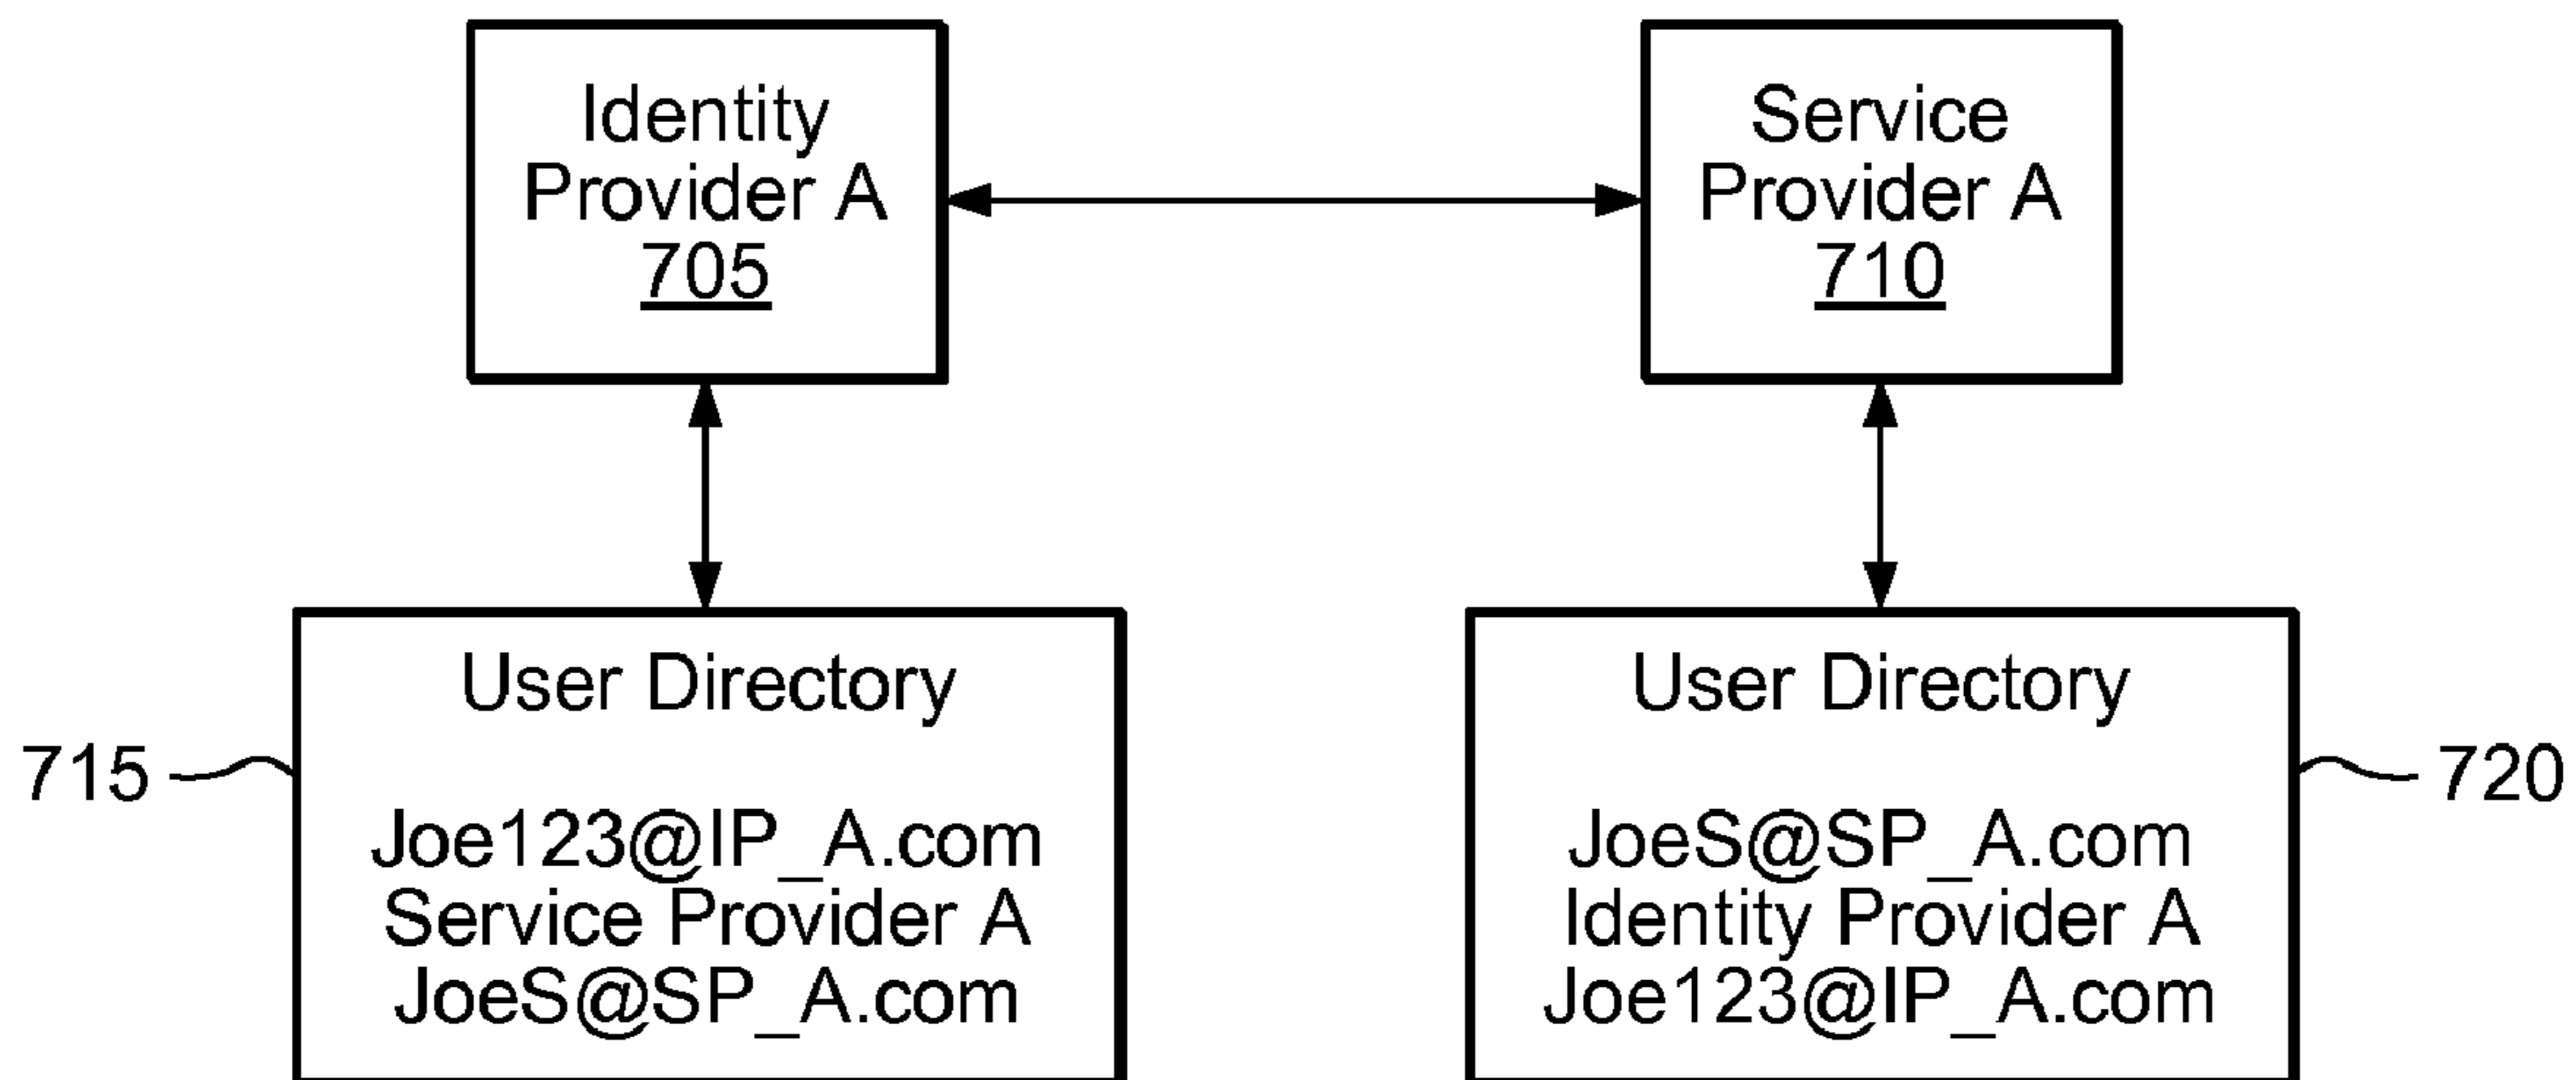 Identity
Provider A
705
Service
Provider A
710
User Directory
715
Joe123@IP_A.com
Service Provider A
JoeS@SP_A.com
User Directory
720
JoeS@SP_A.com
Identity Provider A
Joe123@IP_A.com